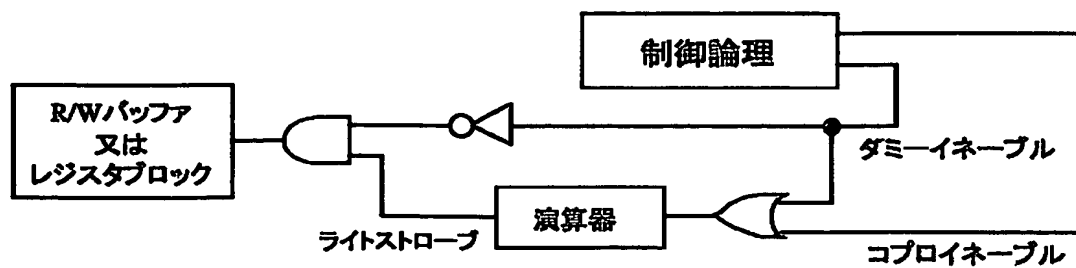 制御論理
R/Wバッファ
又は
レジスタブロック
ダミーイネーブル
演算器
ライトストローブ
コプロイネーブル